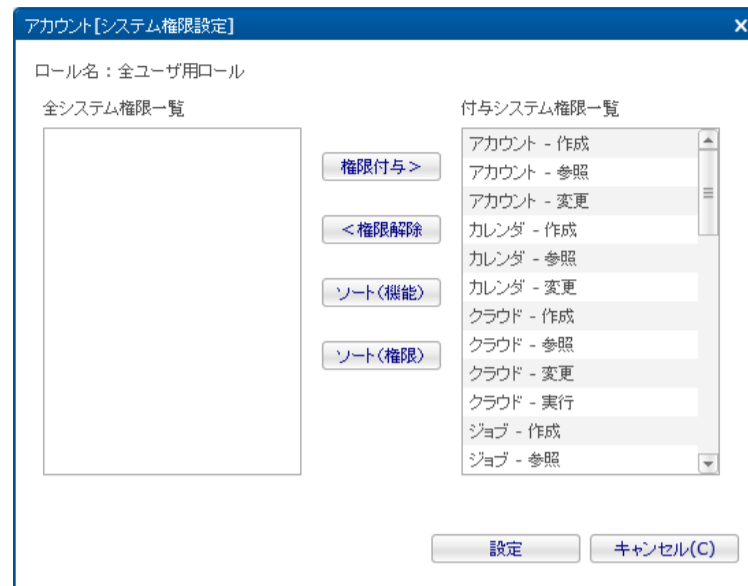 アカウント[システム権限設定]
ロール名：全ユーザ用ロール
全システム権限一覧
付与システム権限一覧
権限付与＞
＜権限解除
ソート(機能)
ソート(権限)
アカウント - 作成
アカウント - 参照
アカウント - 変更
カレンダ - 作成
カレンダ - 参照
カレンダ - 変更
クラウド - 作成
クラウド - 参照
クラウド - 変更
クラウド - 実行
ジョブ - 作成
ジョブ - 参照
設定
キャンセル(C)